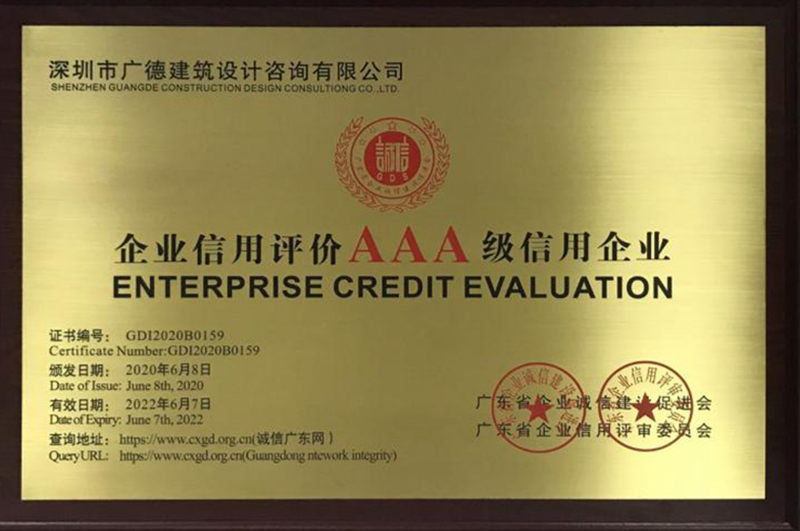 深圳市广德建筑设计咨询有限公司
SHENZHEN GUANGDE CONSTRUCTION DESIGN CONSULTIONG CO.,LTD.
誠信
GDS
企业信用评价AAA级信用企业
ENTERPRISE CREDIT EVALUATION
证书编号： GDI2020B0159
Certificate Number:GDI2020B0159
颁发日期： 2020年6月8日
Date of Issue: June 8th, 2020
有效日期： 2022年6月7日
Date of Expiry: June 7th, 2022
查询地址： https://www.cxgd.org.cn(诚信广东网）
Query URL: https://www.cxgd.org.cn(Guangdong ntework integrity)
广东省企业诚信建设促进会
广东省企业信用评审委员会